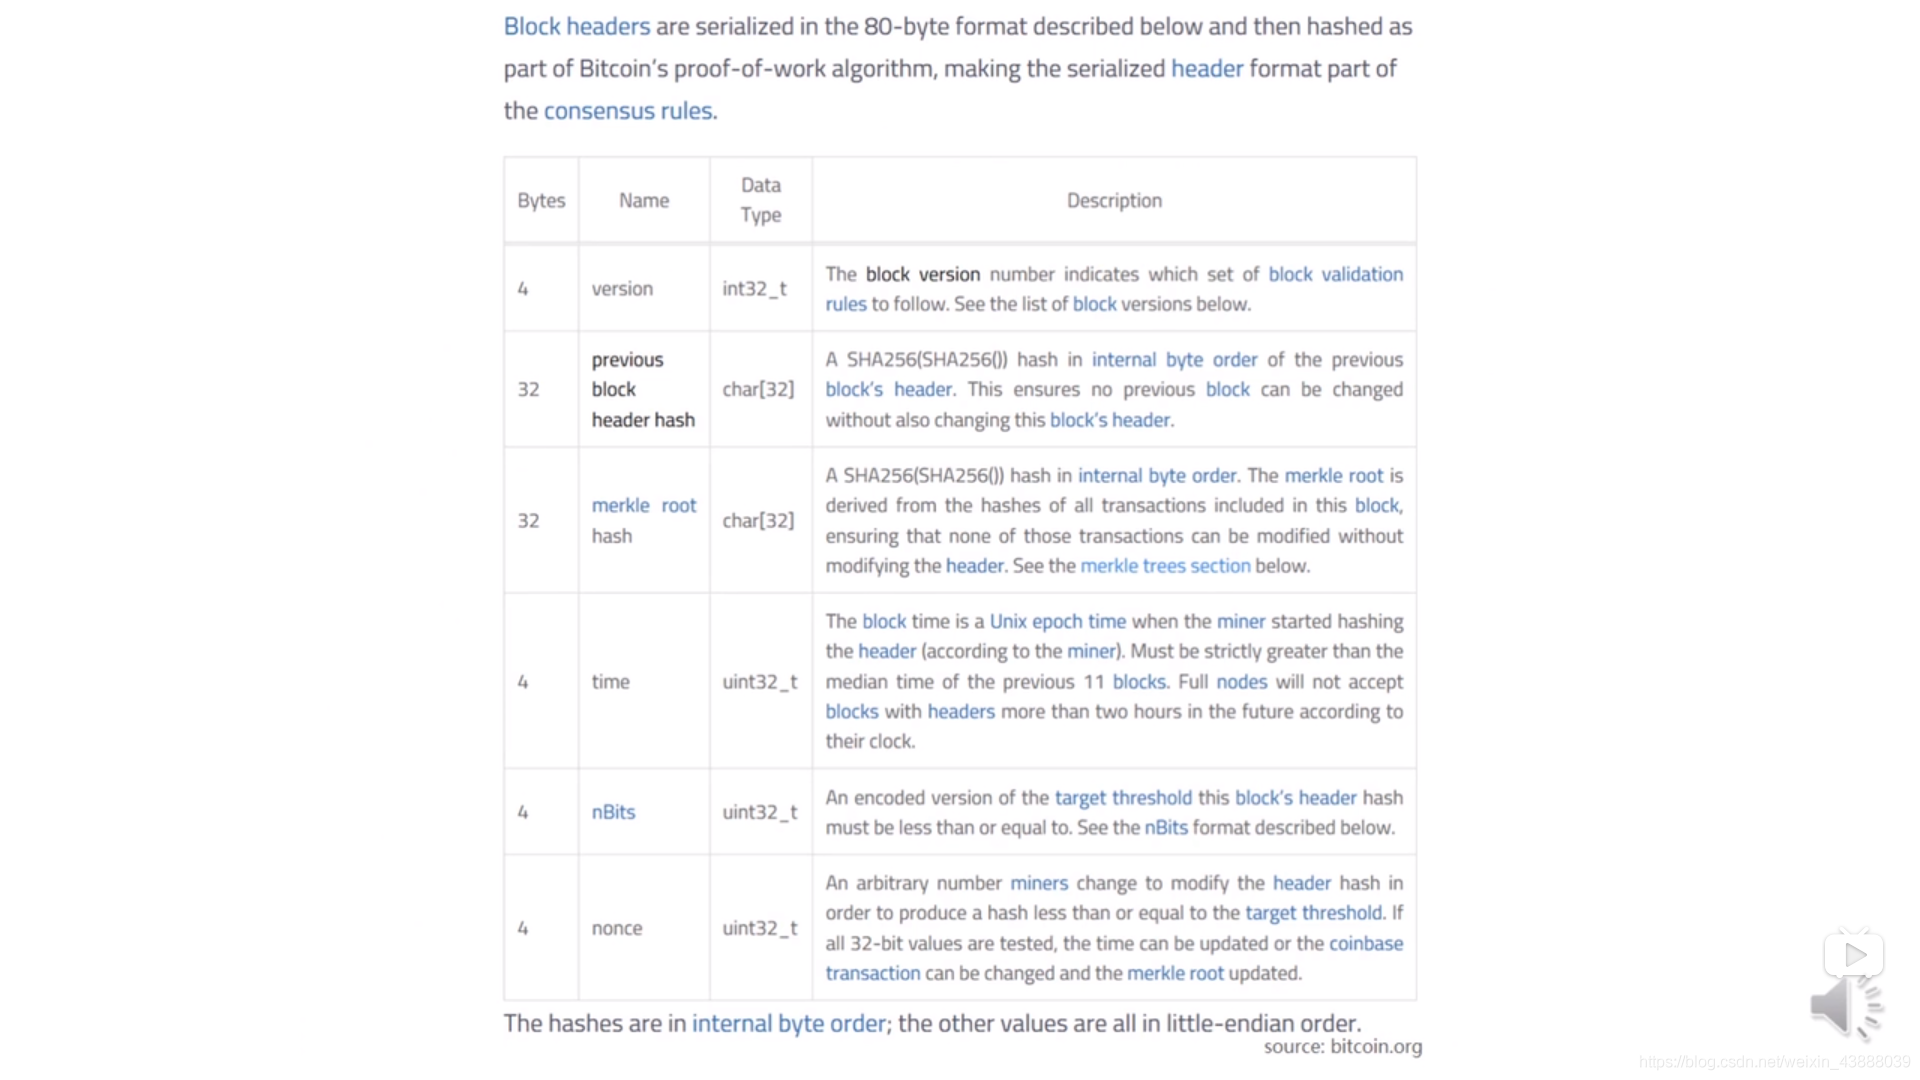 Block headers are serialized in the 80-byte format described below and then hashed as
part of Bitcoin's proof-of-work algorithm, making the serialized header format part of
the consensus rules.
Bytes
Name
Data
Type
Description
4
version
int32_t
The block version number indicates which set of block validation
rules to follow. See the list of block versions below.
32
previous
block
header hash
char[32]
A SHA256(SHA256()) hash in internal byte order of the previous
block's header. This ensures no previous block can be changed
without also changing this block's header.
32
merkle root
hash
char[32]
A SHA256(SHA256()) hash in internal byte order. The merkle root is
derived from the hashes of all transactions included in this block,
ensuring that none of those transactions can be modified without
modifying the header. See the merkle trees section below.
4
time
uint32_t
The block time is a Unix epoch time when the miner started hashing
the header (according to the miner). Must be strictly greater than the
median time of the previous 11 blocks. Full nodes will not accept
blocks with headers more than two hours in the future according to
their clock.
4
nBits
uint32_t
An encoded version of the target threshold this block's header hash
must be less than or equal to. See the nBits format described below.
4
nonce
uint32_t
An arbitrary number miners change to modify the header hash in
order to produce a hash less than or equal to the target threshold. If
all 32-bit values are tested, the time can be updated or the coinbase
transaction can be changed and the merkle root updated.
The hashes are in internal byte order; the other values are all in little-endian order.
source: bitcoin.org
https://blog.csdn.net/weixin_43888039